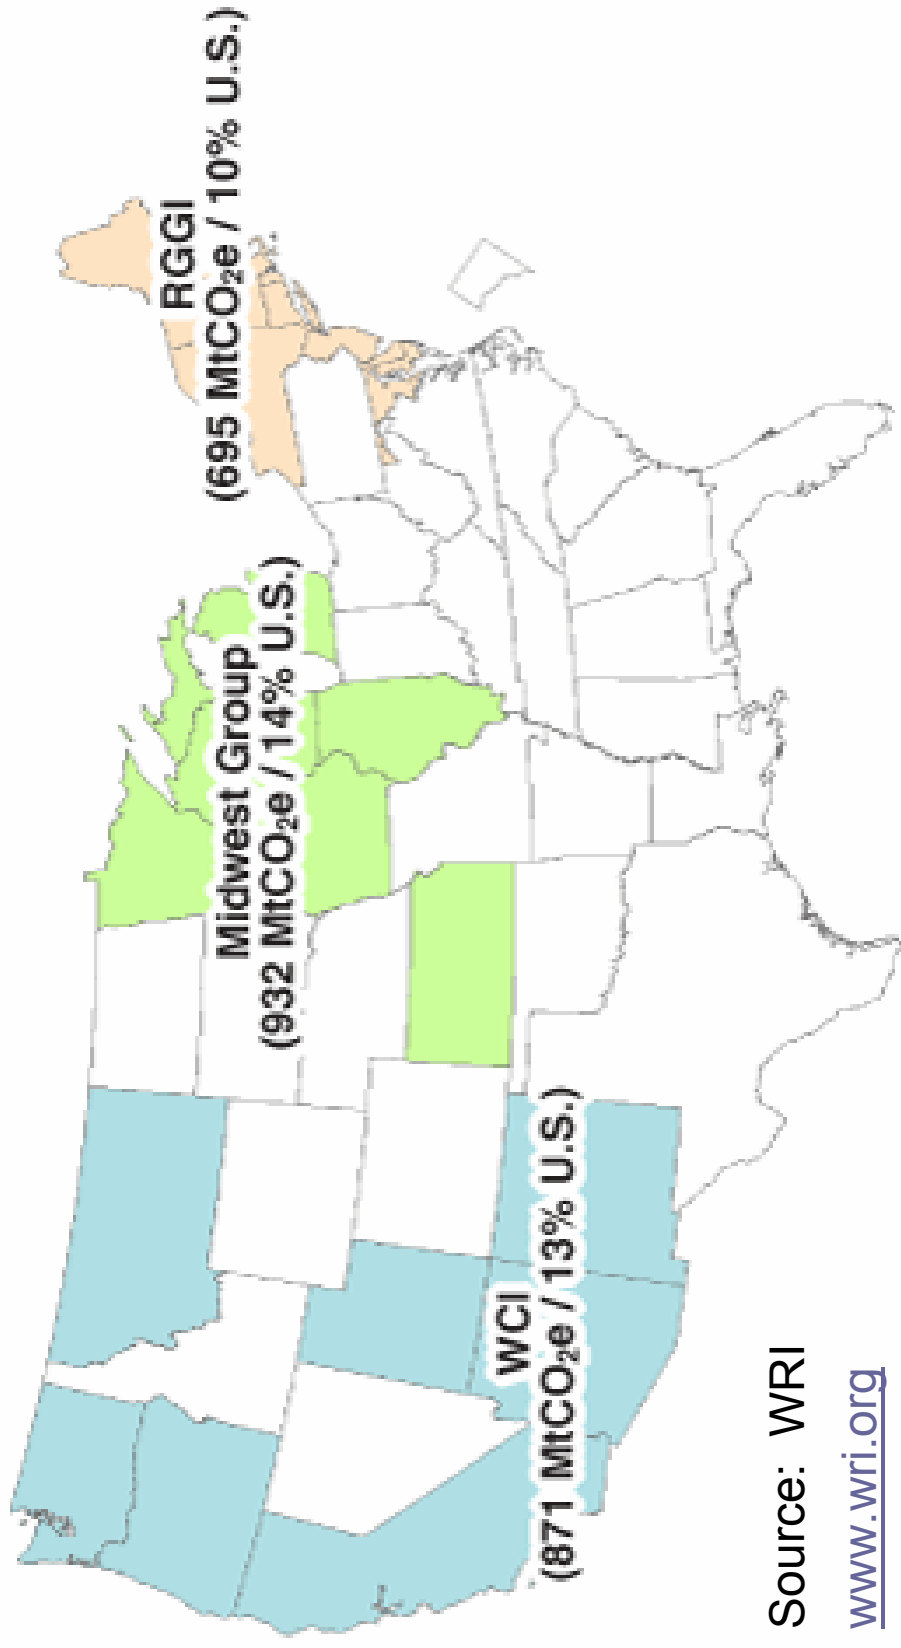 RGGI
(695 MtCO₂e / 10% U.S.)
Midwest Group
(932 MtCO₂e / 14% U.S.)
WCI
(871 MtCO₂e / 13% U.S.)
Source: WRI
www.wri.org